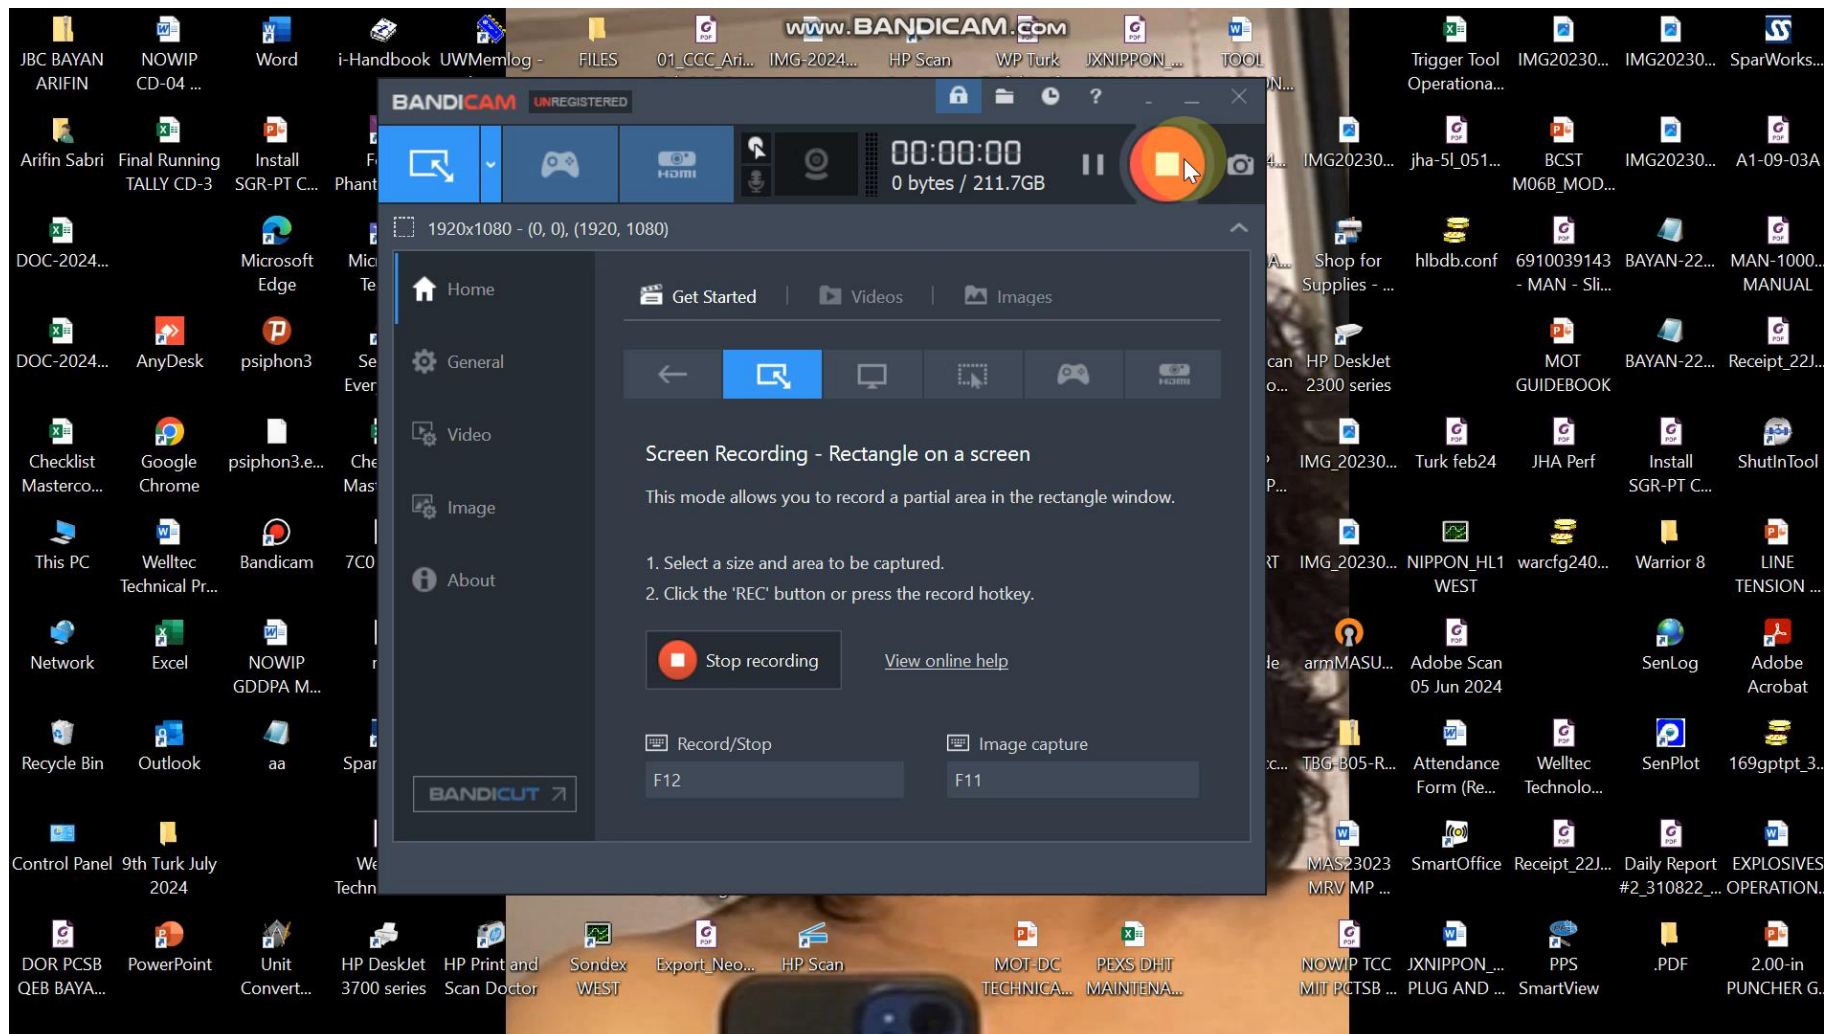 www.BANDICAM.com
JBC BAYAN
ARIFIN
NOWIP
CD-04 ...
Word
i-Handbook
UWMemlog -
FILES
01_CCC_Ari...
IMG-2024...
HP Scan
WP Turk
JXNIPPON_...
TOOL
Trigger Tool
Operationa...
IMG20230...
IMG20230...
SparWorks...
BANDICAM
UNREGISTERED
Arifin Sabri
Final Running
TALLY CD-3
Install
SGR-PT C...
Phant
HDMI
00:00:00
0 bytes / 211.7GB
IMG20230...
jha-5l_051...
BCST
M06B_MOD...
IMG20230...
A1-09-03A
1920x1080 - (0, 0), (1920, 1080)
DOC-2024...
Microsoft
Edge
Shop for
Supplies - ...
hlbdb.conf
6910039143
- MAN - Sli...
BAYAN-22...
MAN-1000...
MANUAL
Home
Get Started
Videos
Images
DOC-2024...
AnyDesk
psiphon3
Se
Ever
HP DeskJet
2300 series
MOT
GUIDEBOOK
BAYAN-22...
Receipt_22J...
General
HDMI
Checklist
Masterco...
Google
Chrome
psiphon3.e...
Che
Mas
IMG_20230...
Turk feb24
JHA Perf
Install
SGR-PT C...
ShutInTool
Video
Screen Recording - Rectangle on a screen
This mode allows you to record a partial area in the rectangle window.
Image
1. Select a size and area to be captured.
2. Click the 'REC' button or press the record hotkey.
This PC
Welltec
Technical Pr...
Bandicam
7C0
IMG_20230...
NIPPON_HL1
WEST
warcfg240...
Warrior 8
LINE
TENSION ...
About
Stop recording
View online help
Network
Excel
NOWIP
GDDPA M...
armMASU...
Adobe Scan
05 Jun 2024
SenLog
Adobe
Acrobat
Record/Stop
Image capture
F12
F11
Recycle Bin
Outlook
aa
Spar
TBG-B05-R...
Attendance
Form (Re...
Welltec
Technolo...
SenPlot
169gptpt_3...
BANDICUT
Control Panel
9th Turk July
2024
We
Techn
MAS23023
MRV MP ...
SmartOffice
Receipt_22J...
Daily Report
#2_310822_...
EXPLOSIVES
OPERATION...
DOR PCSB
QEB BAYA...
PowerPoint
Unit
Convert...
HP DeskJet
3700 series
HP Print and
Scan Doctor
Sondex
WEST
Export_Neo...
HP Scan
MOT-DC
TECHNICA...
PEXS DHT
MAINTENA...
NOWIP TCC
MIT PCTSB ...
JXNIPPON_...
PLUG AND ...
PPS
SmartView
.PDF
2.00-in
PUNCHER G...